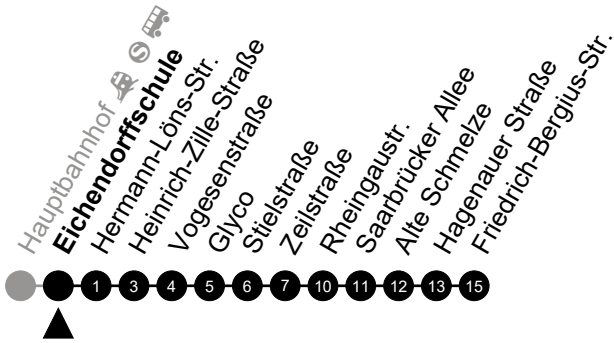 Hauptbahnhof S
Eichendorffschule
Hermann-Löns-Str.
Heinrich-Zille-Straße
Vogesenstraße
Glyco
Stielstraße
Zeilstraße
Rheingaustr.
Saarbrücker Allee
Alte Schmelze
Hagenauer Straße
Friedrich-Bergius-Str.
1 3 4 5 6 7 10 11 12 13 15